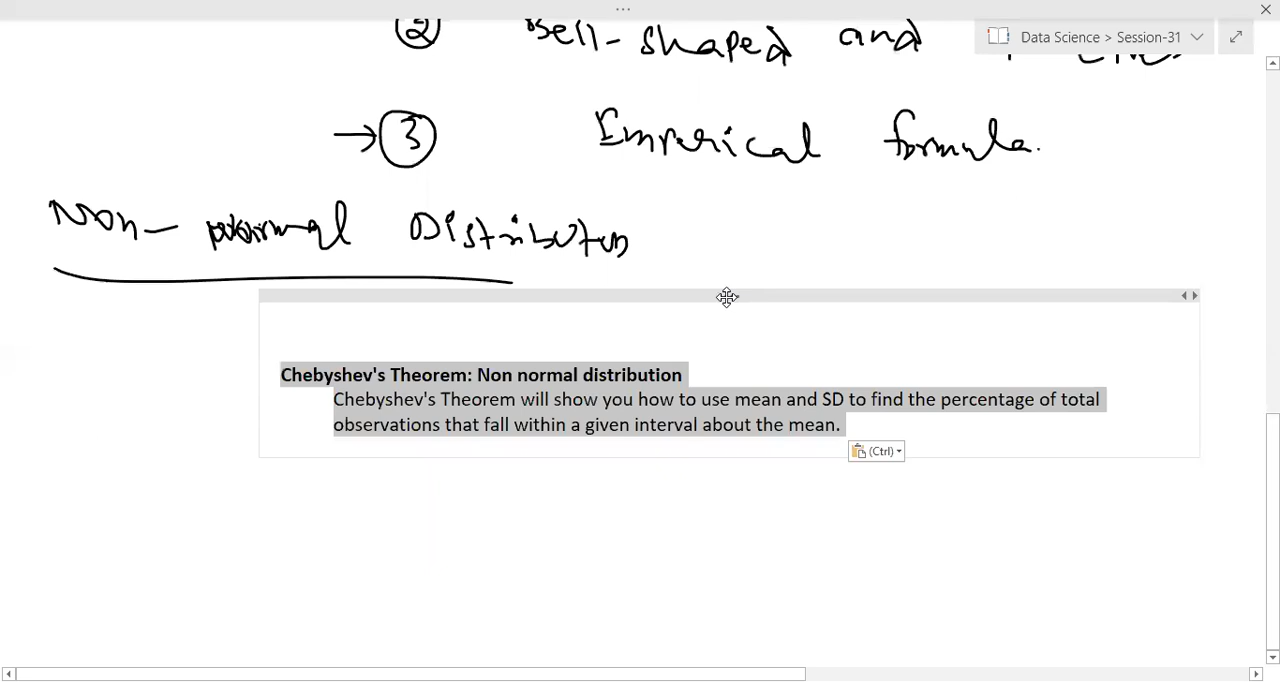 Data Science > Session-31
② Bell-shaped and
→ ③ Emperical formula.
Non- normal Distribution
Chebyshev's Theorem: Non normal distribution
Chebyshev's Theorem will show you how to use mean and SD to find the percentage of total
observations that fall within a given interval about the mean.
(Ctrl)